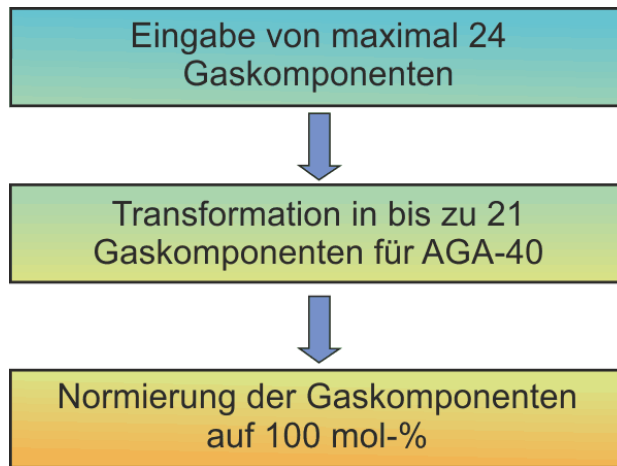 Eingabe von maximal 24
Gaskomponenten
Transformation in bis zu 21
Gaskomponenten für AGA-40
Normierung der Gaskomponenten
auf 100 mol-%